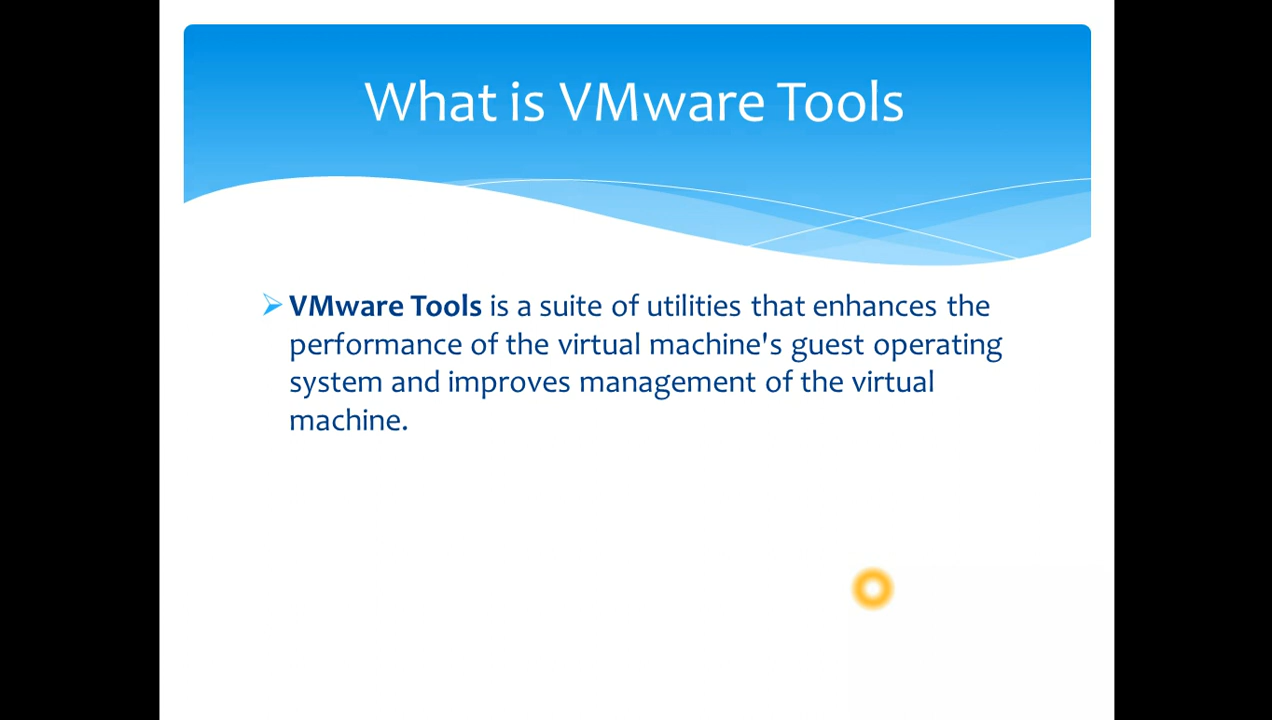 What is VMware Tools
VMware Tools is a suite of utilities that enhances the
performance of the virtual machine's guest operating
system and improves management of the virtual
machine.